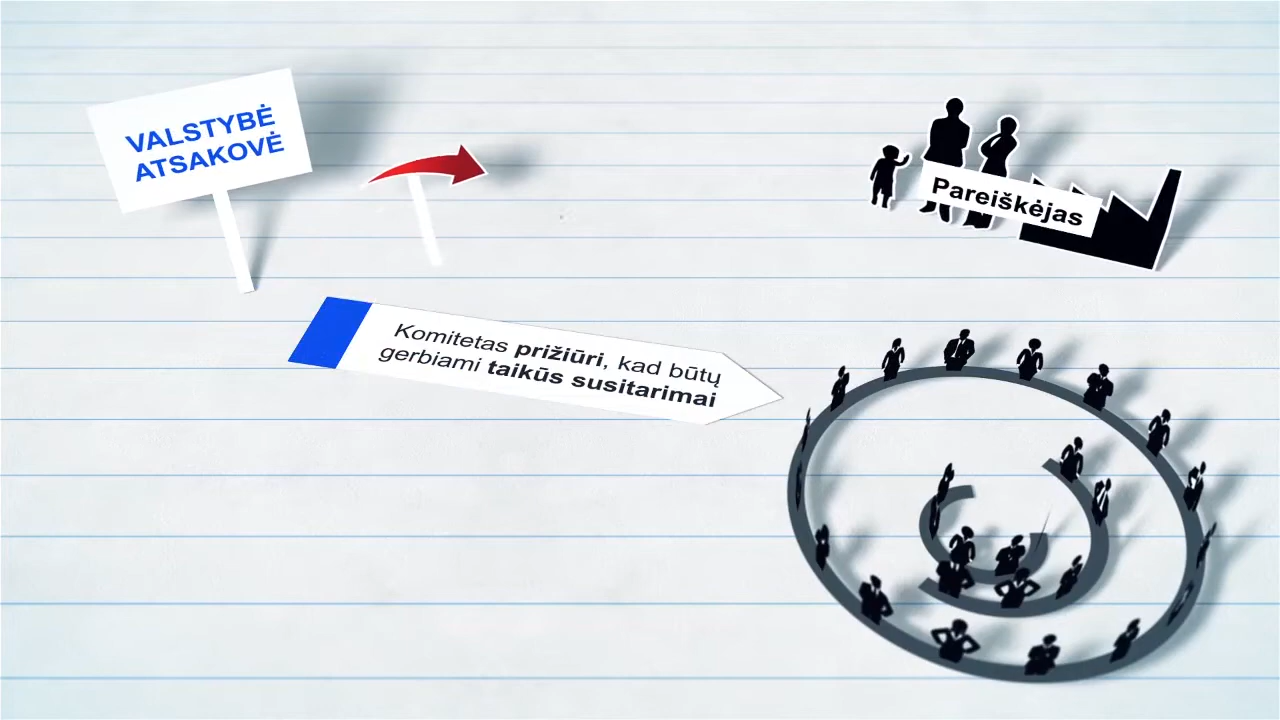 VALSTYBĖ
ATSAKOVĖ
Pareiškėjas
Komitetas prižiūri, kad būtų
gerbiami taikūs susitarimai